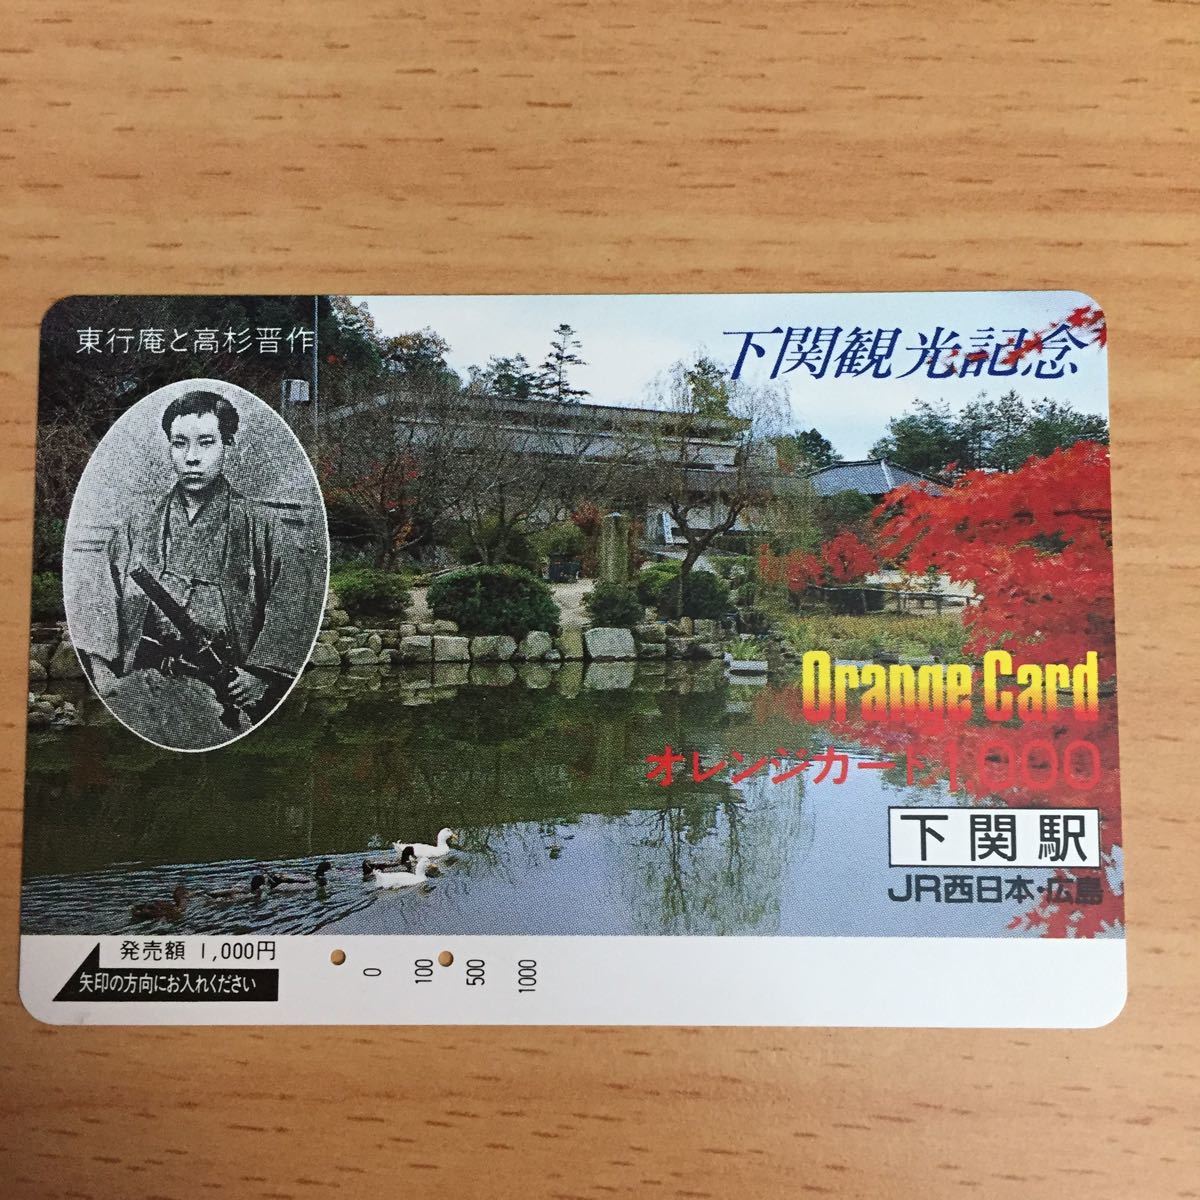 東行庵と高杉晋作
下関観光記念
Orange Card
オレンジカード1,000
下関駅
JR西日本・広島
発売額 1,000円
矢印の方向にお入れください
0 100 500 1000